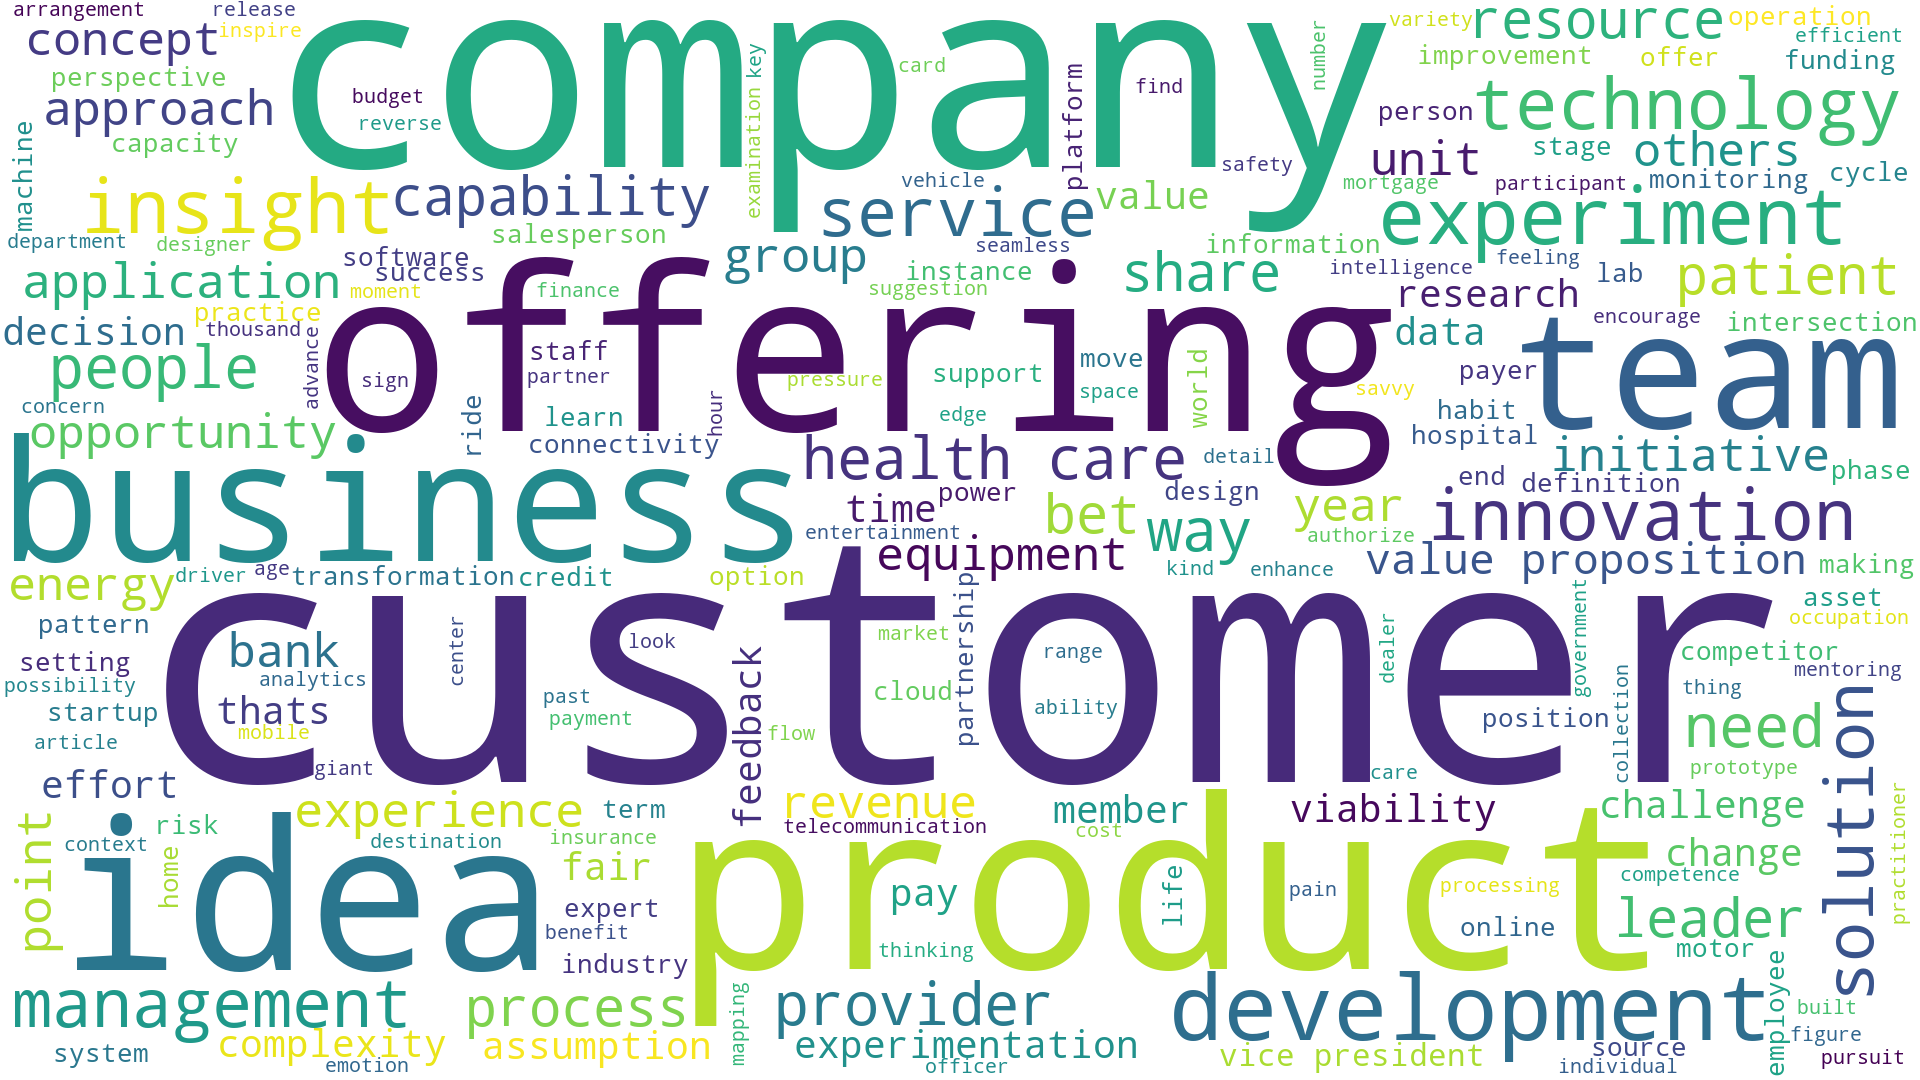 arrangement
release
concept
inspire
company
number
variety
resource
operation
efficient
perspective
budget
examination
key
card
platform
find
improvement
offer
funding
approach
reverse
person
technology
capacity
machine
safety
unit
stage
others
cycle
insight
capability
vehicle
service
value
mortgage
participant
monitoring
experiment
department
designer
salesperson
software
group
seamless
information
feeling
application
success
moment
finance
instance
suggestion
share
intelligence
lab
patient
research
decision
practice
thousand
advance
offering
data
encourage
intersection
team
people
sign
staff
partner
pressure
support
move
space
world
payer
savvy
concern
opportunity
ride
learn
connectivity
hour
edge
habit
hospital
initiative
business
health care
detail
end
definition
phase
time
power
design
bet
year
innovation
entertainment
way
authorize
equipment
kind
enhance
value proposition
making
energy
driver
age
transformation
credit
option
customer
partnership
government
asset
occupation
pattern
center
look
market
range
dealer
competitor
setting
bank
analytics
feedback
mentoring
possibility
startup
thats
past
payment
cloud
ability
collection
thing
position
need
article
mobile
flow
giant
effort
care
prototype
solution
experience
term
revenue
member
viability
challenge
practitioner
point
context
risk
home
idea
destination
insurance
telecommunication
cost
product
fair
change
pay
life
pain
processing
competence
expert
benefit
online
leader
thinking
motor
industry
employee
management
process
mapping
provider
development
built
system
complexity
emotion
assumption
experimentation
officer
vice president
source
individual
figure
pursuit